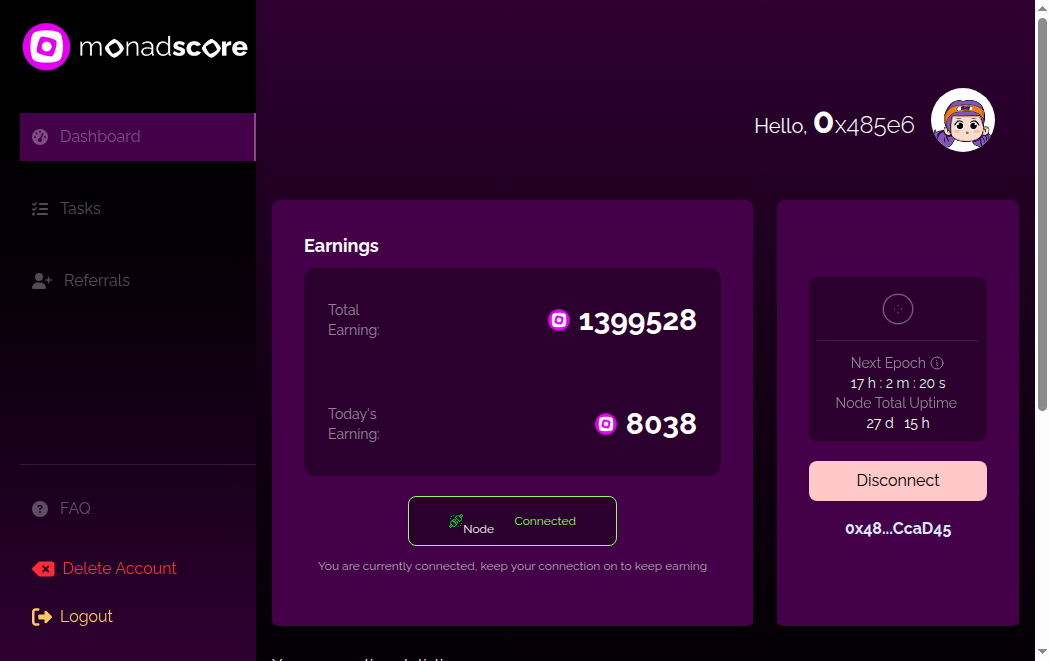 monadscore
Dashboard
Tasks
Referrals
FAQ
Delete Account
Logout
Hello, 0x485e6
Earnings
Total
Earning:
1399528
Today's
Earning:
8038
Node
Connected
You are currently connected, keep your connection on to keep earning
Next Epoch
17 h : 2 m : 20 s
Node Total Uptime
27 d 15 h
Disconnect
0x48...CcaD45